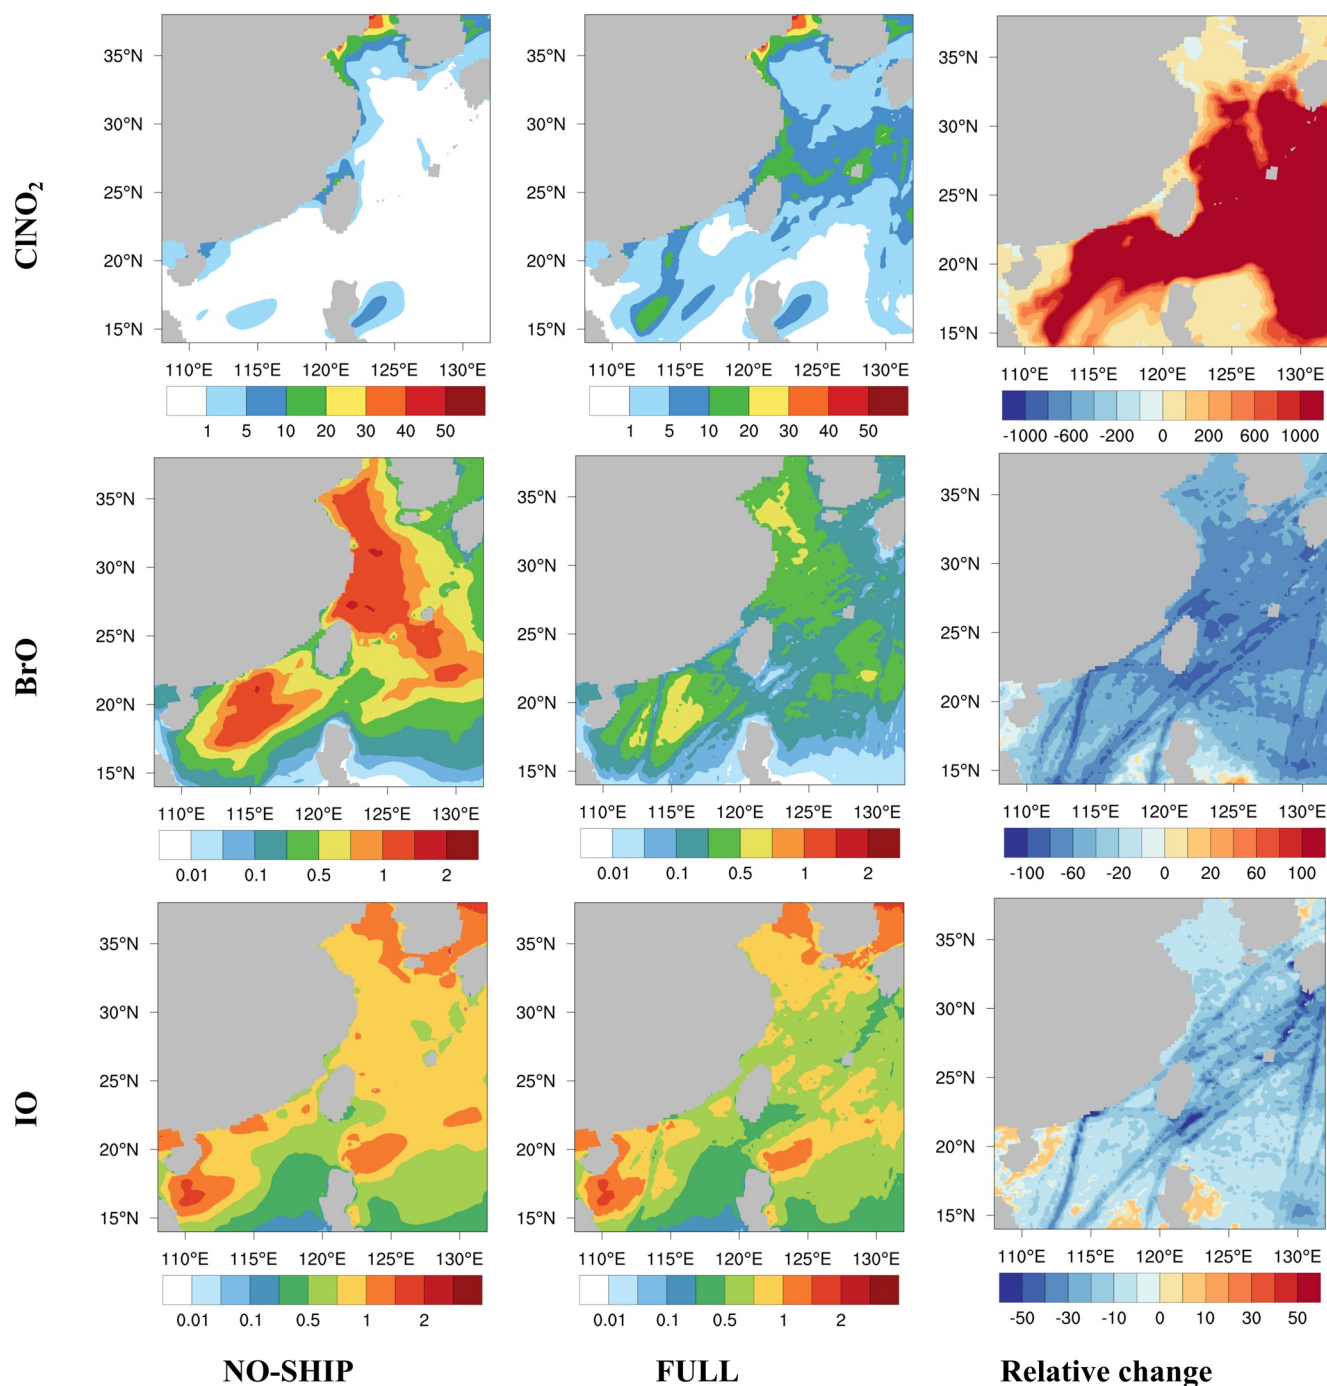 ClNO2
35°N
30°N
25°N
20°N
15°N
110°E 115°E 120°E 125°E 130°E
1 5 10 20 30 40 50
35°N
30°N
25°N
20°N
15°N
110°E 115°E 120°E 125°E 130°E
1 5 10 20 30 40 50
35°N
30°N
25°N
20°N
15°N
110°E 115°E 120°E 125°E 130°E
-1000 -600 -200 0 200 600 1000
BrO
35°N
30°N
25°N
20°N
15°N
110°E 115°E 120°E 125°E 130°E
0.01 0.1 0.5 1 2
35°N
30°N
25°N
20°N
15°N
110°E 115°E 120°E 125°E 130°E
0.01 0.1 0.5 1 2
35°N
30°N
25°N
20°N
15°N
110°E 115°E 120°E 125°E 130°E
-100 -60 -20 0 20 60 100
IO
35°N
30°N
25°N
20°N
15°N
110°E 115°E 120°E 125°E 130°E
0.01 0.1 0.5 1 2
35°N
30°N
25°N
20°N
15°N
110°E 115°E 120°E 125°E 130°E
0.01 0.1 0.5 1 2
35°N
30°N
25°N
20°N
15°N
110°E 115°E 120°E 125°E 130°E
-50 -30 -10 0 10 30 50
NO-SHIP FULL Relative change